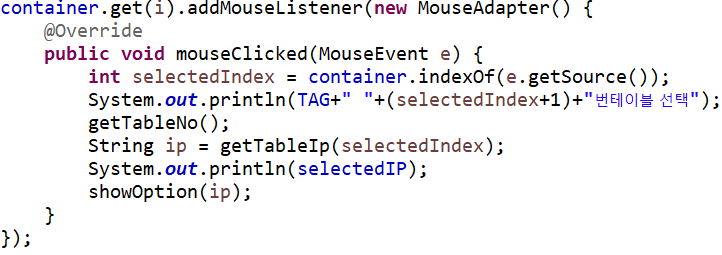 container.get(i).addMouseListener(new MouseAdapter() {
    @Override
    public void mouseClicked(MouseEvent e) {
        int selectedIndex = container.indexOf(e.getSource());
        System.out.println(TAG+" "+(selectedIndex+1)+"번테이블 선택");
        getTableNo();
        String ip = getTableIp(selectedIndex);
        System.out.println(selectedIP);
        showOption(ip);
    }
});